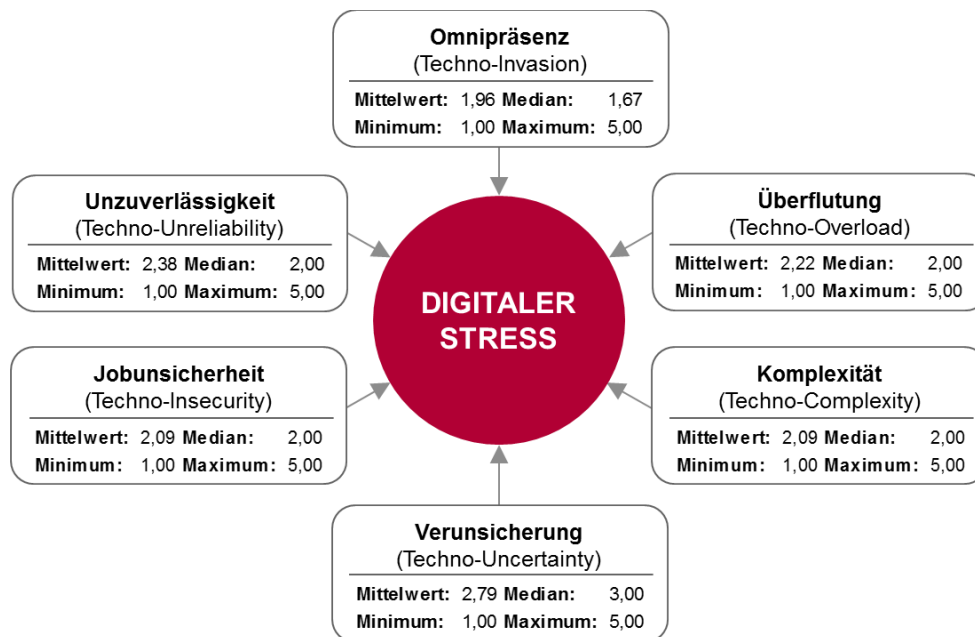 Omnipräsenz
(Techno-Invasion)
Mittelwert: 1,96 Median: 1,67
Minimum: 1,00 Maximum: 5,00
Unzuverlässigkeit
(Techno-Unreliability)
Mittelwert: 2,38 Median: 2,00
Minimum: 1,00 Maximum: 5,00
Überflutung
(Techno-Overload)
Mittelwert: 2,22 Median: 2,00
Minimum: 1,00 Maximum: 5,00
DIGITALER
STRESS
Jobunsicherheit
(Techno-Insecurity)
Mittelwert: 2,09 Median: 2,00
Minimum: 1,00 Maximum: 5,00
Komplexität
(Techno-Complexity)
Mittelwert: 2,09 Median: 2,00
Minimum: 1,00 Maximum: 5,00
Verunsicherung
(Techno-Uncertainty)
Mittelwert: 2,79 Median: 3,00
Minimum: 1,00 Maximum: 5,00